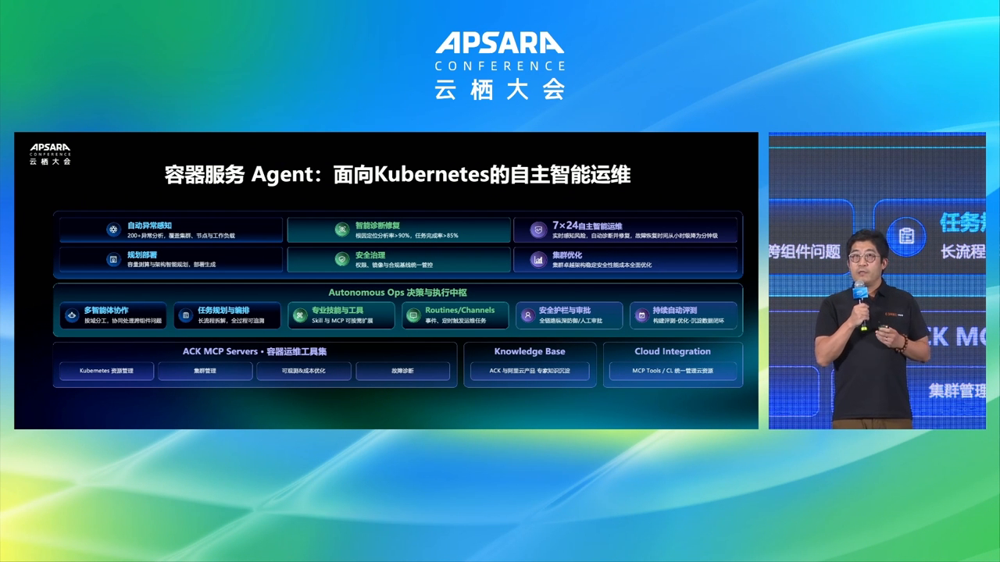 APSARA
CONFERENCE
云栖大会
APSARA
CONFERENCE
云栖大会
容器服务 Agent：面向Kubernetes的自主智能运维
自动异常感知
200+异常分析，覆盖集群、节点与工作负载
智能诊断修复
根因定位分析率>90%，任务完成率>85%
7×24自主智能运维
实时感知风险，自动诊断并修复，故障恢复时间从小时级降为分钟级
规划部署
容量测算与架构智能规划，部署生成
安全治理
权限、镜像与合规基线统一管控
集群优化
集群卓越架构稳定安全性能成本全面优化
Autonomous Ops 决策与执行中枢
多智能体协作
按域分工，协同处理跨组件问题
任务规划与编排
长流程拆解，全过程可追溯
专业技能与工具
Skill 与 MCP 可按需扩展
Routines/Channels
事件、定时触发运维任务
安全护栏与审批
全链路纵深防御/人工审批
持续自动评测
构建评测-优化-沉淀数据闭环
ACK MCP Servers • 容器运维工具集
Kubernetes 资源管理
集群管理
可观测&成本优化
故障诊断
Knowledge Base
ACK 与阿里云产品 专家知识沉淀
Cloud Integration
MCP Tools / CL 统一管理云资源
任务规
跨组件问题
长流程
CK MC
集群管理